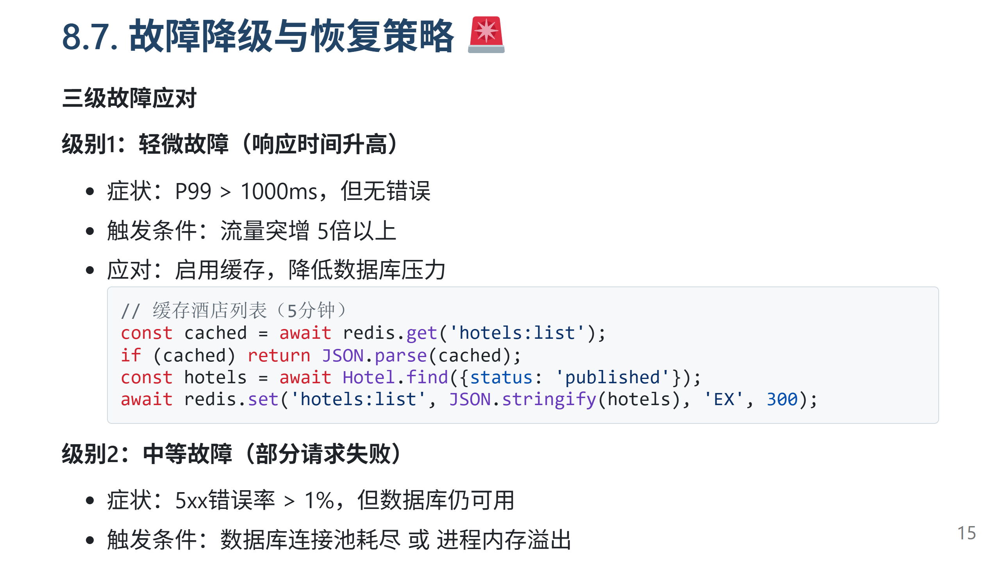 8.7. 故障降级与恢复策略 🚨
三级故障应对
级别1：轻微故障（响应时间升高）
• 症状：P99 > 1000ms，但无错误
• 触发条件：流量突增 5倍以上
• 应对：启用缓存，降低数据库压力
// 缓存酒店列表（5分钟）
const cached = await redis.get('hotels:list');
if (cached) return JSON.parse(cached);
const hotels = await Hotel.find({status: 'published'});
await redis.set('hotels:list', JSON.stringify(hotels), 'EX', 300);
级别2：中等故障（部分请求失败）
• 症状：5xx错误率 > 1%，但数据库仍可用
• 触发条件：数据库连接池耗尽 或 进程内存溢出
15